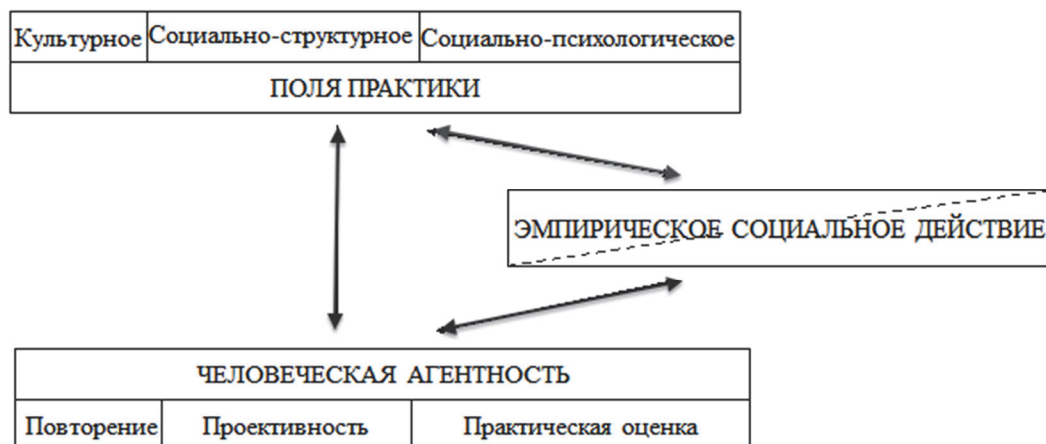 Культурное Социально-структурное Социально-психологическое
ПОЛЯ ПРАКТИКИ
ЭМПИРИЧЕСКОЕ СОЦИАЛЬНОЕ ДЕЙСТВИЕ
ЧЕЛОВЕЧЕСКАЯ АГЕНТНОСТЬ
Повторение Проективность Практическая оценка